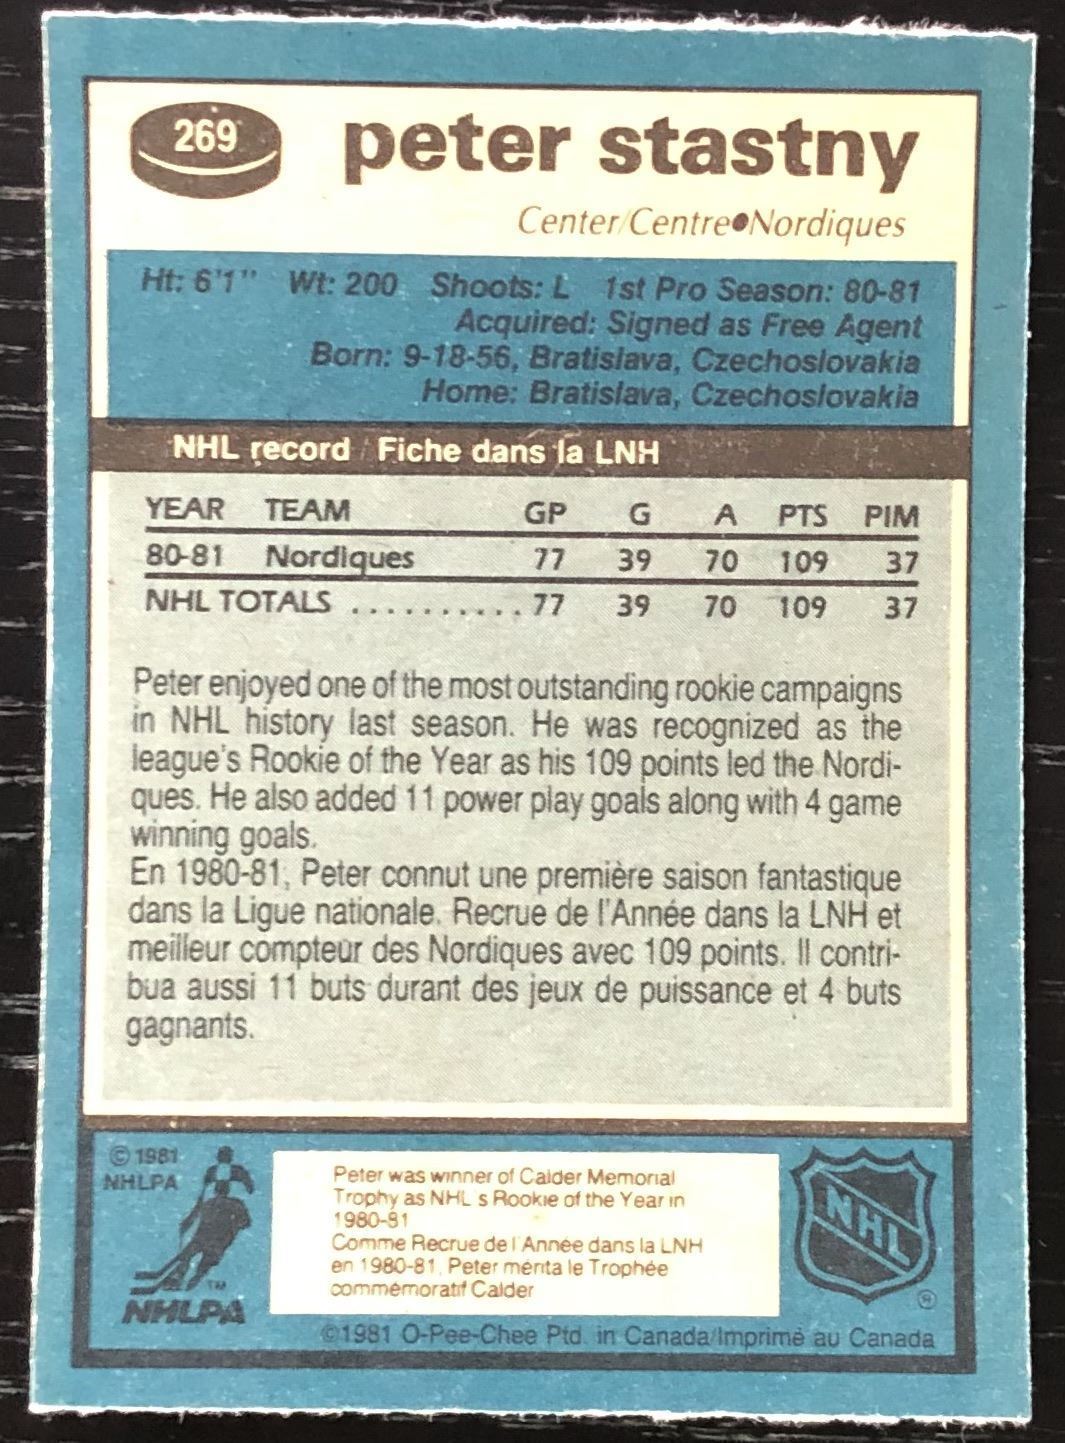 269
peter stastny
Center/Centre●Nordiques
Ht: 6'1" Wt: 200 Shoots: L 1st Pro Season: 80-81
Acquired: Signed as Free Agent
Born: 9-18-56, Bratislava, Czechoslovakia
Home: Bratislava, Czechoslovakia
NHL record / Fiche dans la LNH
YEAR TEAM GP G A PTS PIM
80-81 Nordiques 77 39 70 109 37
NHL TOTALS .......... 77 39 70 109 37
Peter enjoyed one of the most outstanding rookie campaigns
in NHL history last season. He was recognized as the
league's Rookie of the Year as his 109 points led the Nordi-
ques. He also added 11 power play goals along with 4 game
winning goals.
En 1980-81, Peter connut une première saison fantastique
dans la Ligue nationale. Recrue de l'Année dans la LNH et
meilleur compteur des Nordiques avec 109 points. Il contri-
bua aussi 11 buts durant des jeux de puissance et 4 buts
gagnants.
© 1981
NHLPA
TM
NHLPA
Peter was winner of Calder Memorial
Trophy as NHL s Rookie of the Year in
1980-81
Comme Recrue de l'Année dans la LNH
en 1980-81, Peter mérita le Trophée
commémoratif Calder
NHL
®
©1981 O-Pee-Chee Ptd. in Canada/Imprimé au Canada